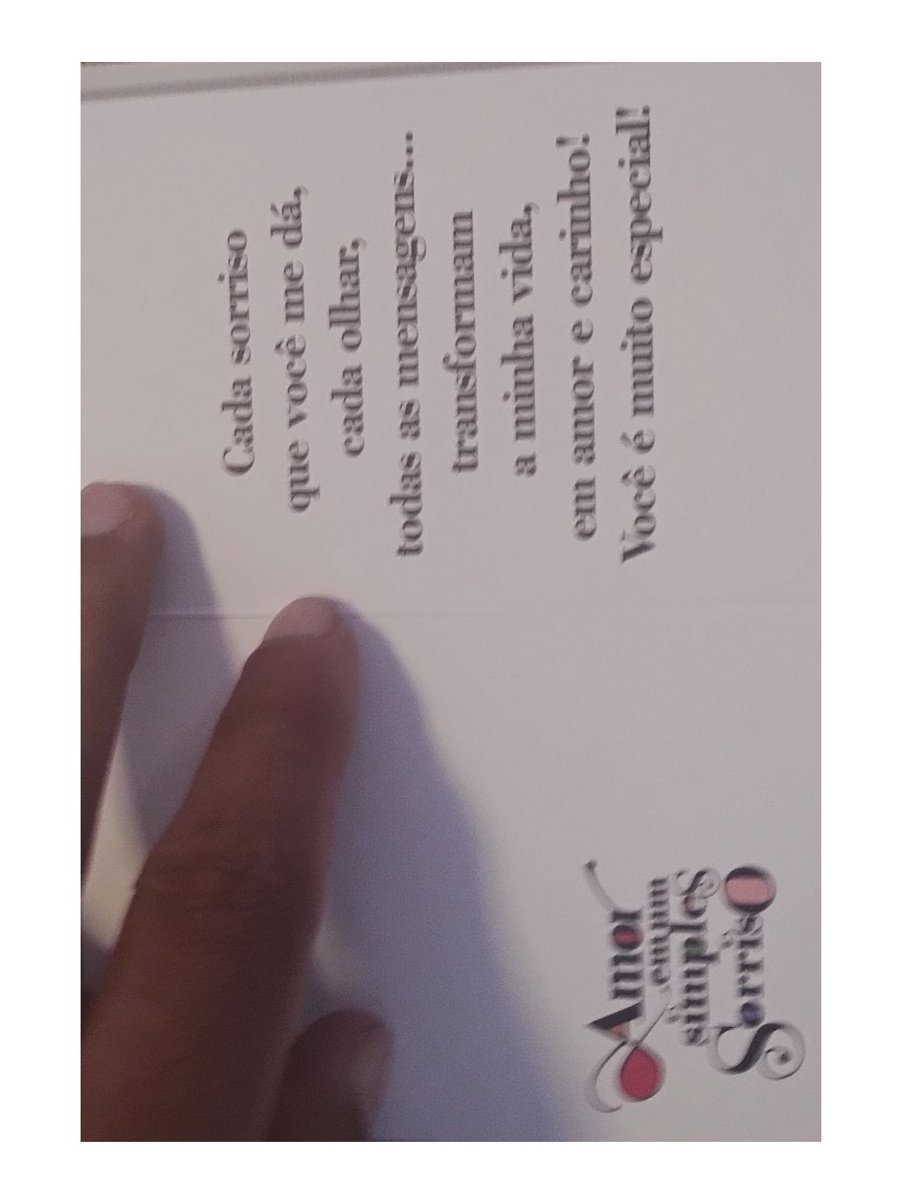 Cada sorriso
que você me dá,
cada olhar,
todas as mensagens...
transformam
a minha vida,
em amor e carinho!
Você é muito especial!
Amor
em um
simples
Sorriso